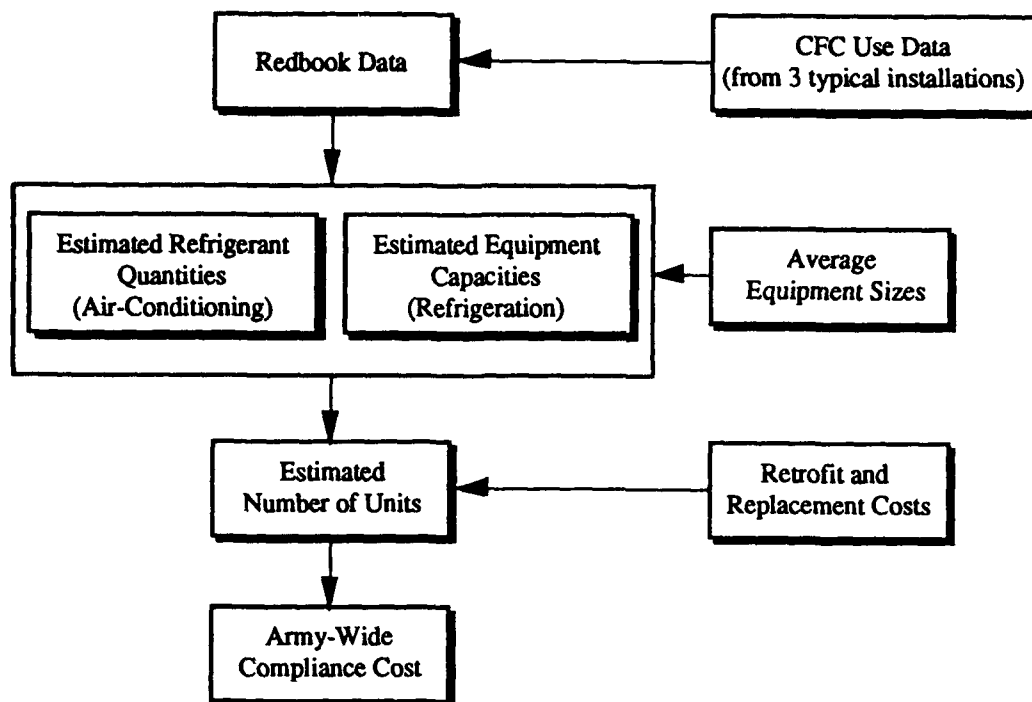 Redbook Data
CFC Use Data
(from 3 typical installations)
Estimated Refrigerant
Quantities
(Air-Conditioning)
Estimated Equipment
Capacities
(Refrigeration)
Average
Equipment Sizes
Estimated
Number of Units
Retrofit and
Replacement Costs
Army-Wide
Compliance Cost